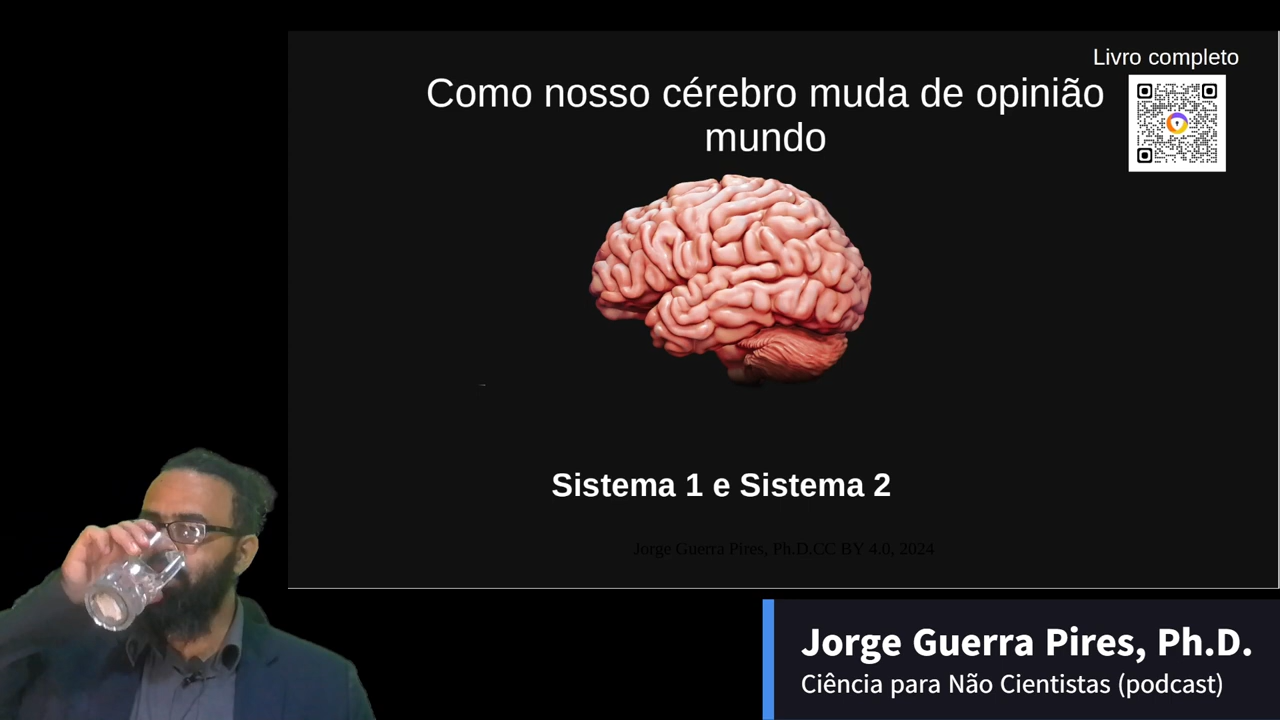 Livro completo
Como nosso cérebro muda de opinião
mundo
Sistema 1 e Sistema 2
Jorge Guerra Pires, Ph.D.CC BY 4.0, 2024
Jorge Guerra Pires, Ph.D.
Ciência para Não Cientistas (podcast)